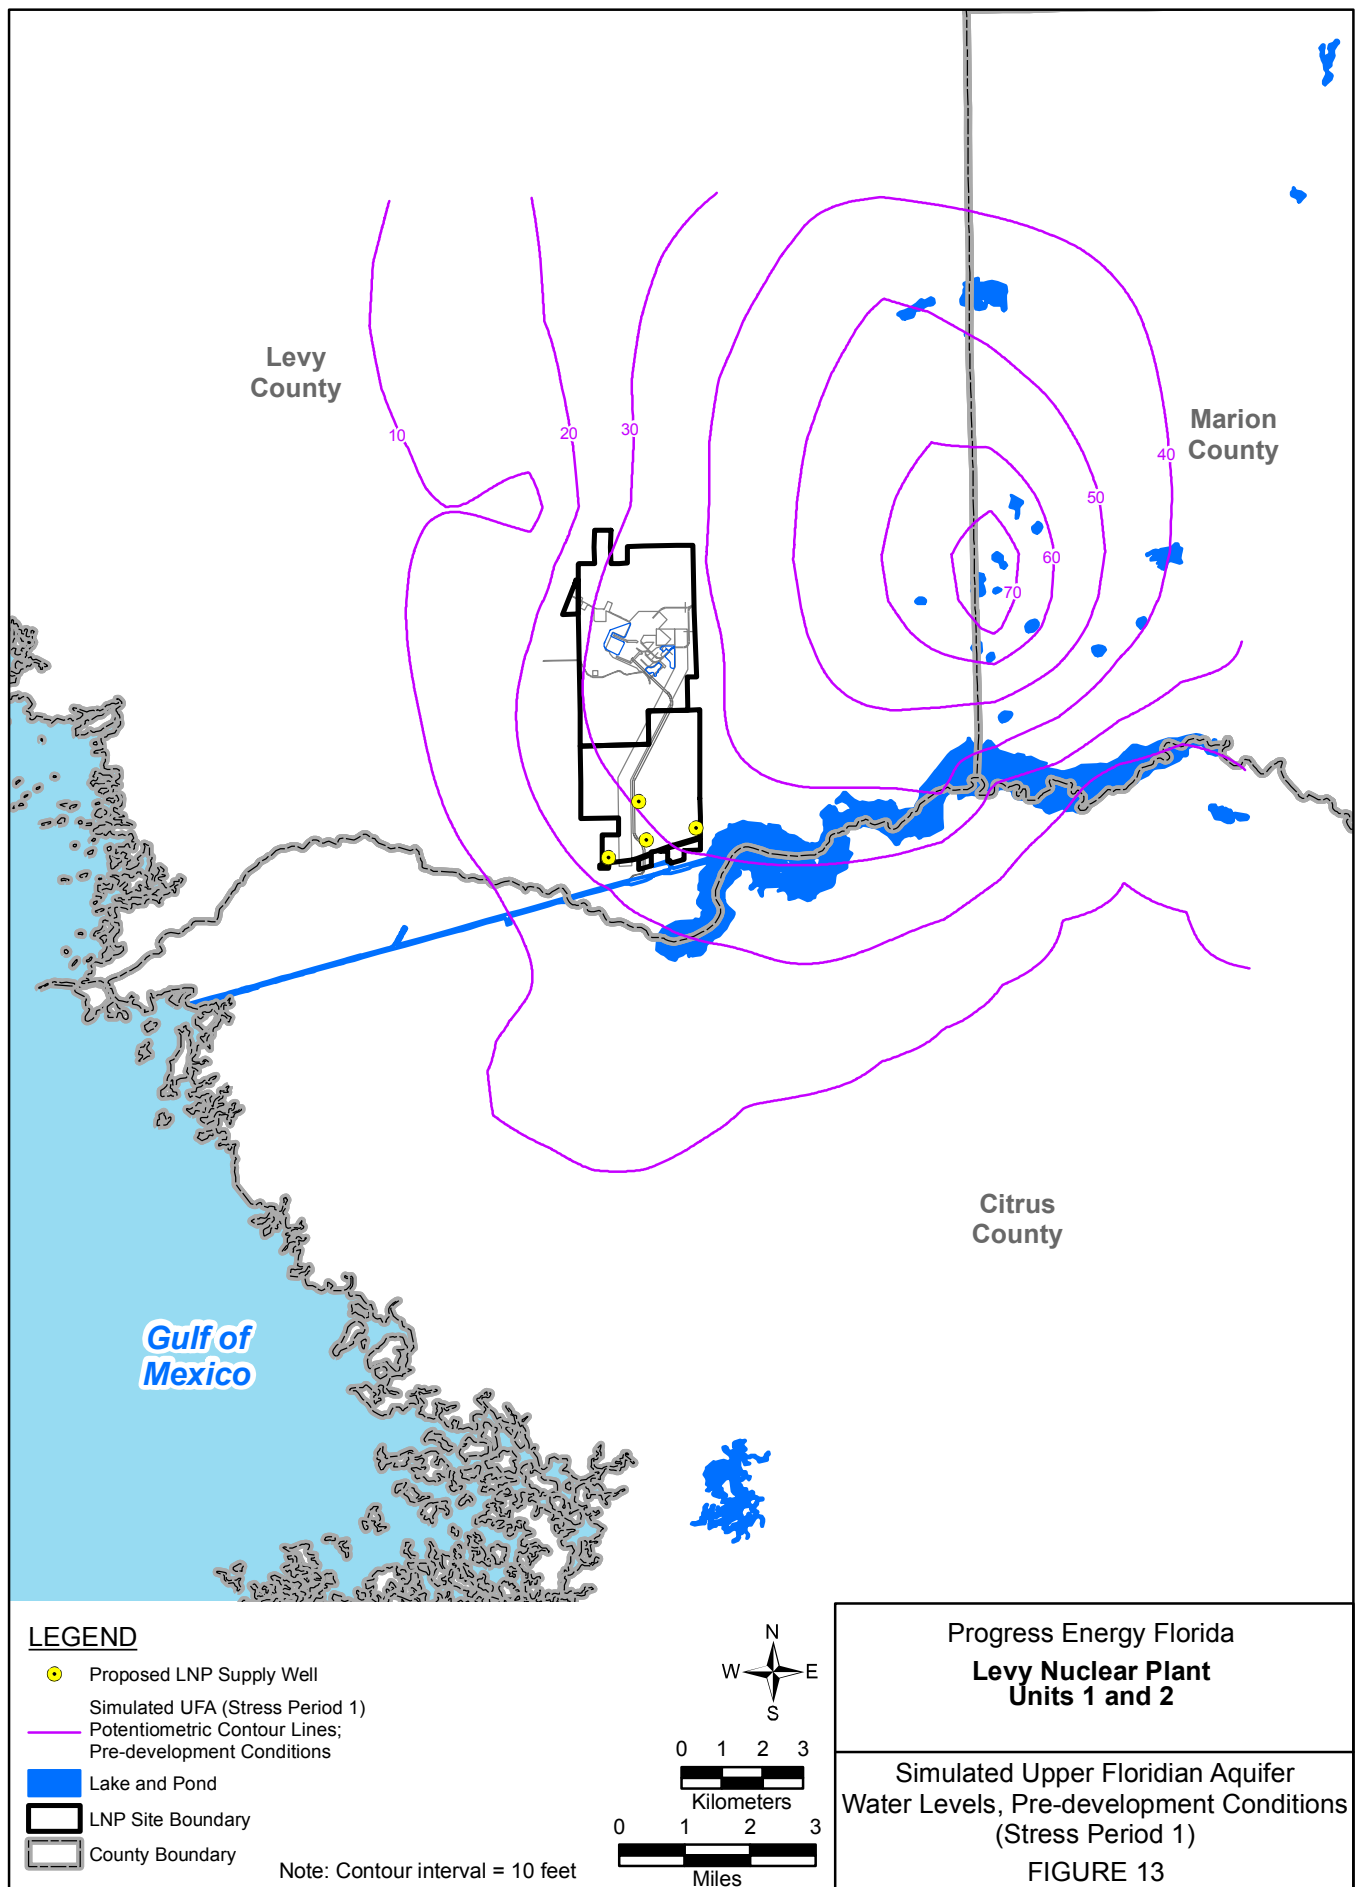 Levy
County
Marion
County
10
20
30
40
50
60
70
Citrus
County
Gulf of
Mexico
LEGEND
Proposed LNP Supply Well
Simulated UFA (Stress Period 1)
Potentiometric Contour Lines;
Pre-development Conditions
Lake and Pond
LNP Site Boundary
County Boundary
Note: Contour interval = 10 feet
N
W E
S
0 1 2 3
Kilometers
0 1 2 3
Miles
Progress Energy Florida
Levy Nuclear Plant
Units 1 and 2
Simulated Upper Floridian Aquifer
Water Levels, Pre-development Conditions
(Stress Period 1)
FIGURE 13